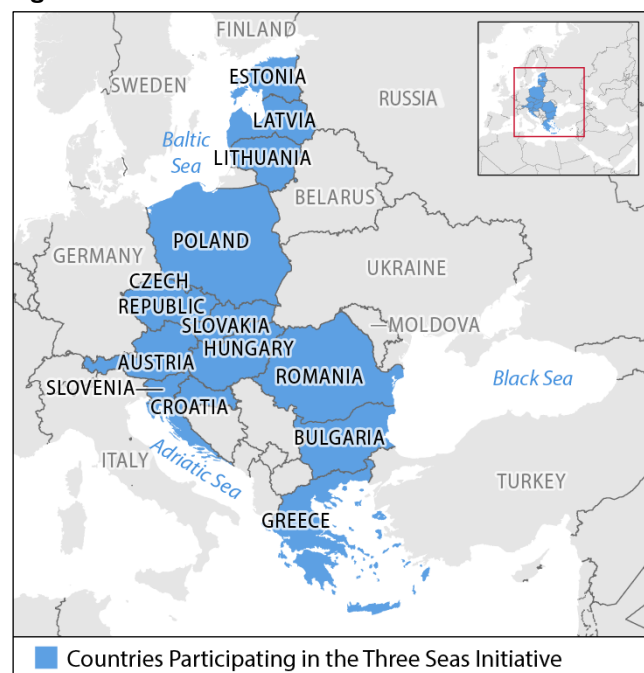 FINLAND
ESTONIA
SWEDEN
RUSSIA
LATVIA
Baltic
Sea
LITHUANIA
BELARUS
POLAND
GERMANY
UKRAINE
CZECH
REPUBLIC
SLOVAKIA
MOLDOVA
HUNGARY
AUSTRIA
ROMANIA
SLOVENIA
Black Sea
CROATIA
BULGARIA
ITALY
Adriatic Sea
TURKEY
GREECE
Countries Participating in the Three Seas Initiative